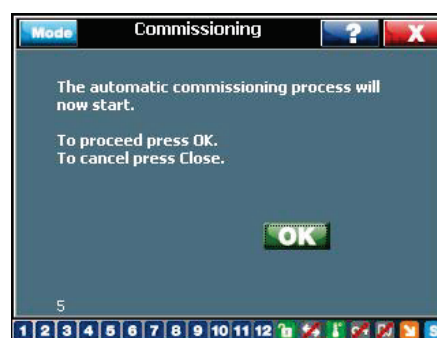 Mode Commissioning ? X
The automatic commissioning process will
now start.
To proceed press OK.
To cancel press Close.
OK
5
1 2 3 4 5 6 7 8 9 10 11 12 S